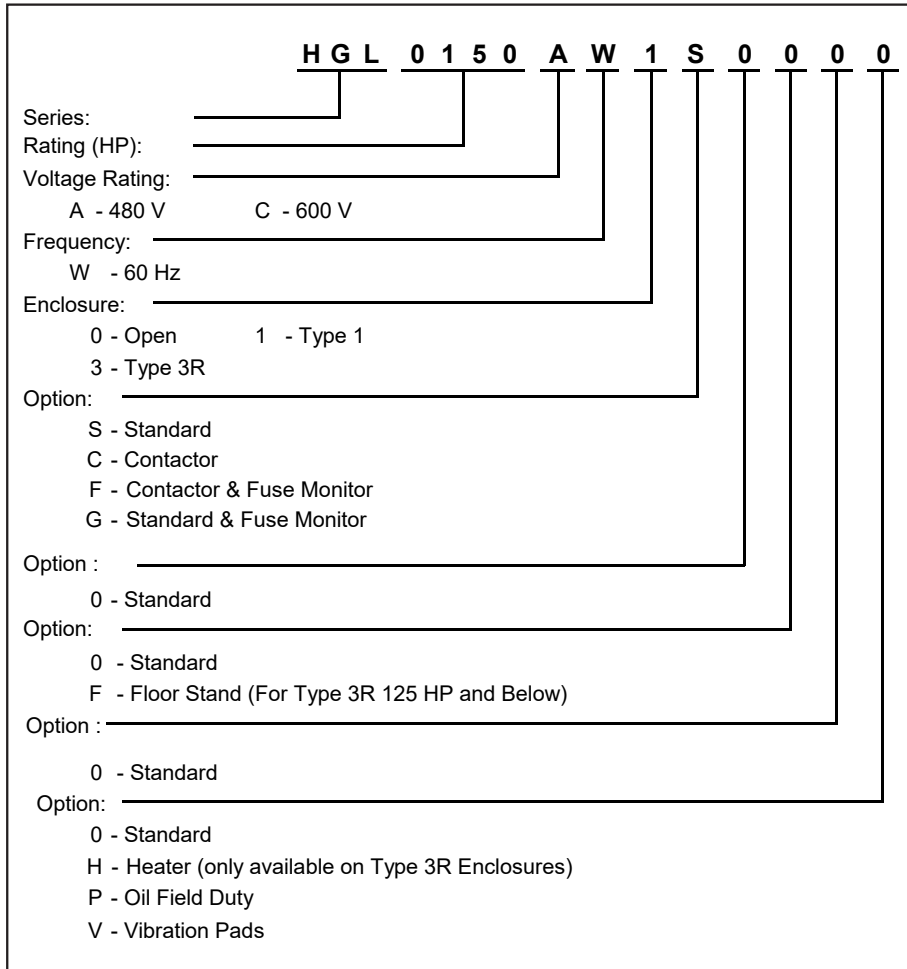 H G L 0 1 5 0 A W 1 S 0 0 0 0
Series:
Rating (HP):
Voltage Rating:
A - 480 V C - 600 V
Frequency:
W - 60 Hz
Enclosure:
0 - Open 1 - Type 1
3 - Type 3R
Option:
S - Standard
C - Contactor
F - Contactor & Fuse Monitor
G - Standard & Fuse Monitor
Option :
0 - Standard
Option:
0 - Standard
F - Floor Stand (For Type 3R 125 HP and Below)
Option :
0 - Standard
Option:
0 - Standard
H - Heater (only available on Type 3R Enclosures)
P - Oil Field Duty
V - Vibration Pads